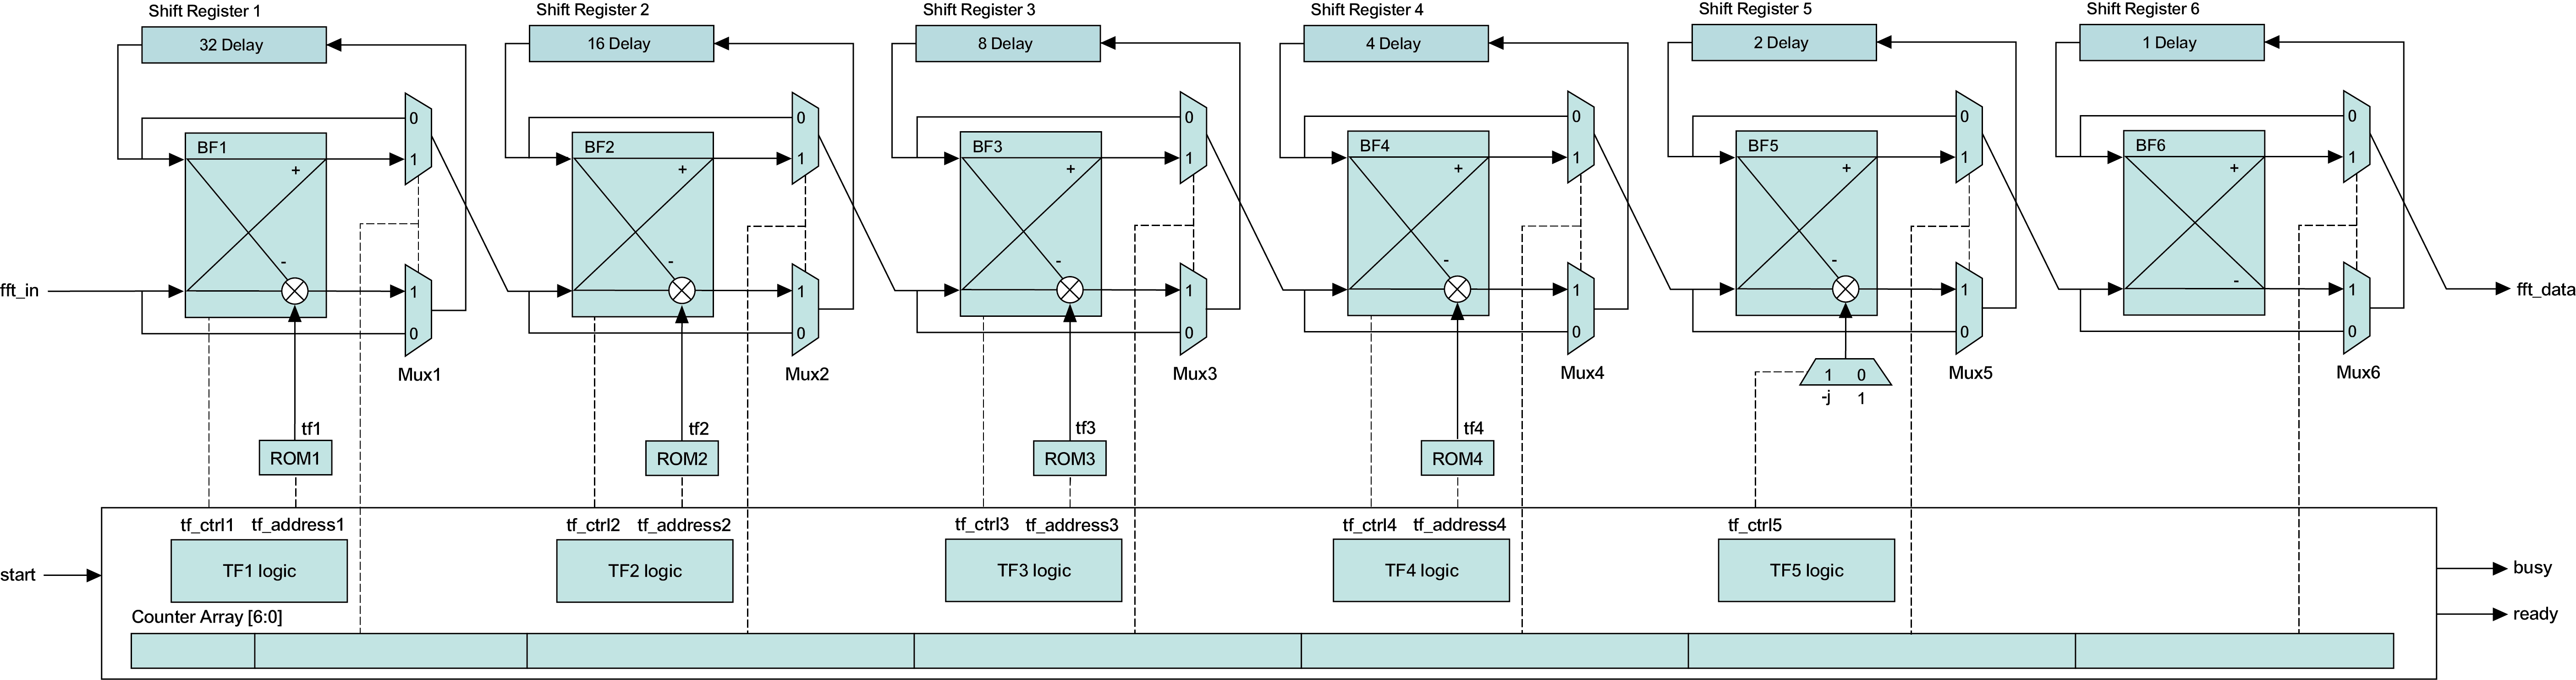 Shift Register 1
Shift Register 2
Shift Register 3
Shift Register 4
Shift Register 5
Shift Register 6
32 Delay
16 Delay
8 Delay
4 Delay
2 Delay
1 Delay
0
0
0
0
0
0
BF1
+
1
BF2
+
1
BF3
+
1
BF4
+
1
BF5
+
1
BF6
+
1
-
-
-
-
-
-
fft_in
1
1
1
1
1
1
fft_data
0
0
0
0
0
0
Mux1
Mux2
Mux3
Mux4
Mux5
Mux6
1 0
-j 1
tf1
tf2
tf3
tf4
ROM1
ROM2
ROM3
ROM4
tf_ctrl1 tf_address1
tf_ctrl2 tf_address2
tf_ctrl3 tf_address3
tf_ctrl4 tf_address4
tf_ctrl5
start
TF1 logic
TF2 logic
TF3 logic
TF4 logic
TF5 logic
busy
ready
Counter Array [6:0]